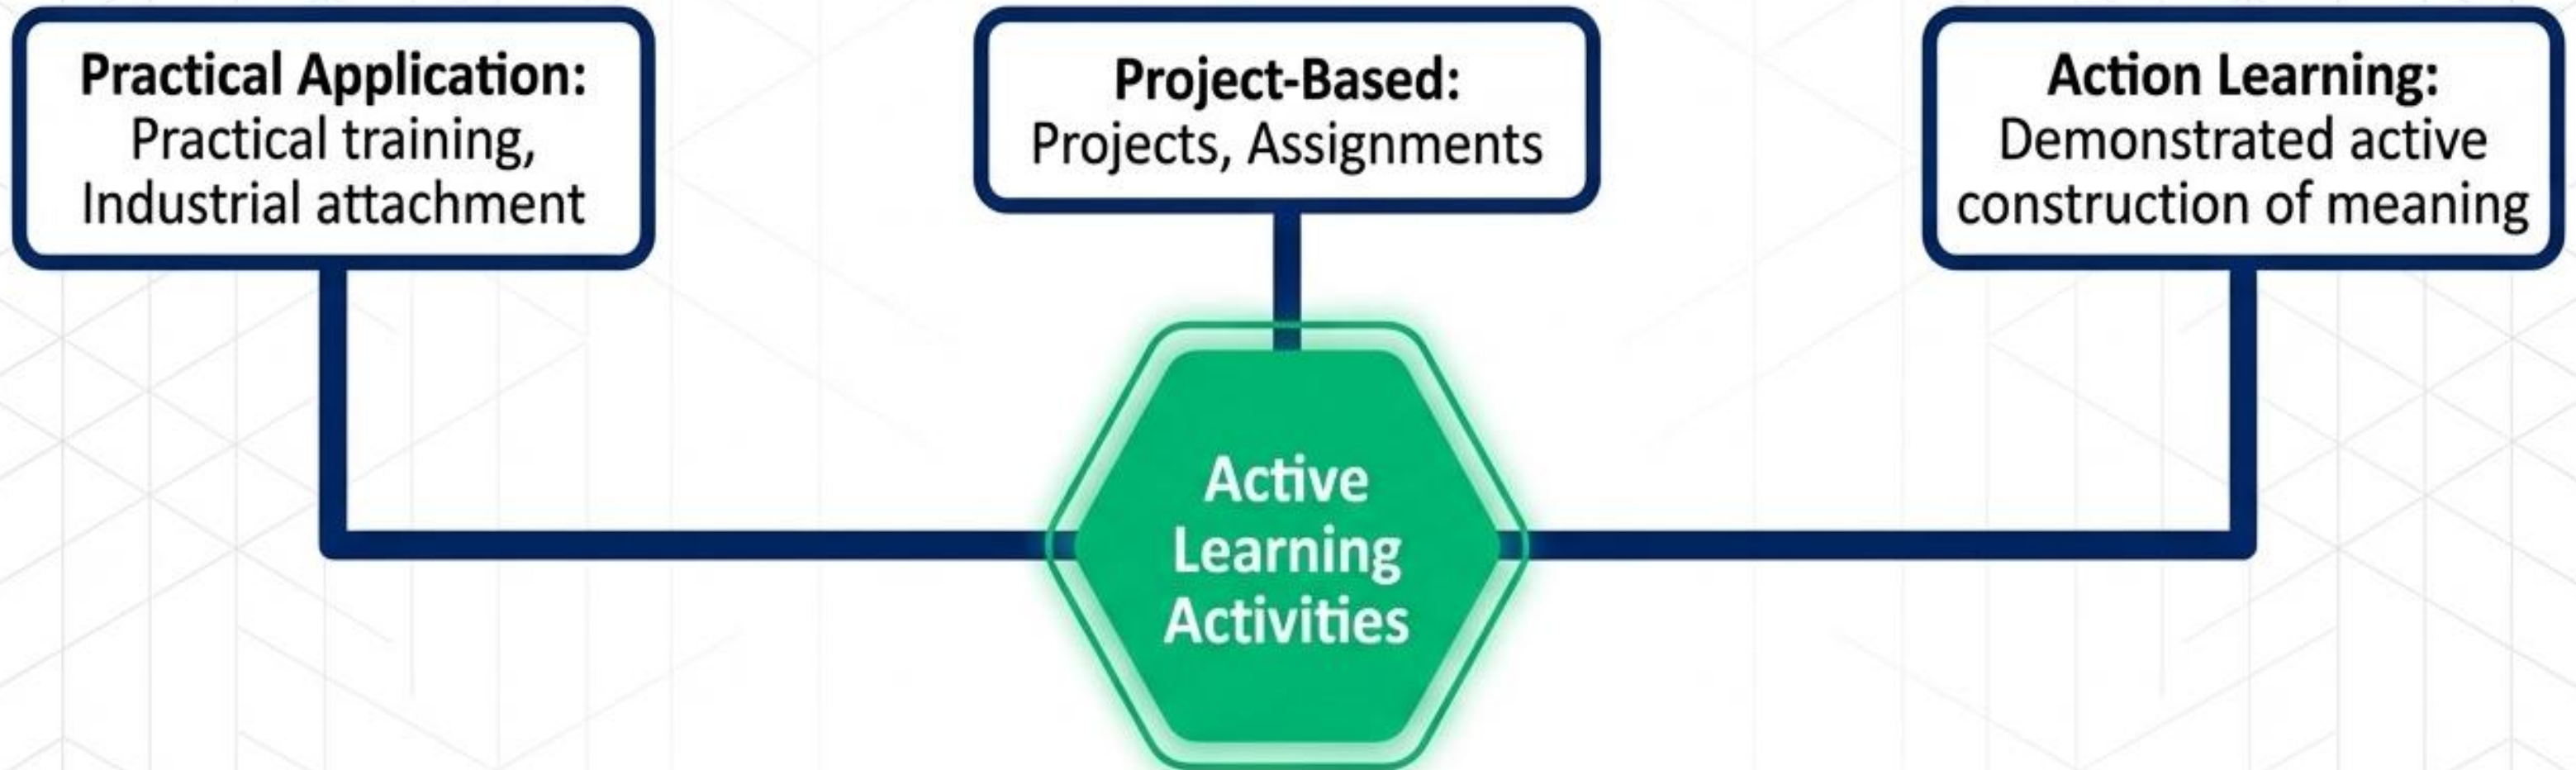 Practical Application:
Practical training,
Industrial attachment
Project-Based:
Projects, Assignments
Action Learning:
Demonstrated active
construction of meaning
Active
Learning
Activities